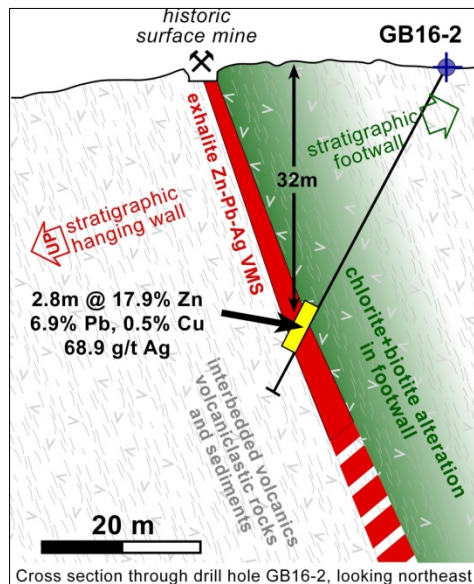 historic
surface mine
GB16-2
exhalite Zn-Pb-Ag VMS
32m
stratigraphic
footwall
UP
stratigraphic
hanging wall
2.8m @ 17.9% Zn
6.9% Pb, 0.5% Cu
68.9 g/t Ag
chlorite+biotite alteration
in footwall
interbedded volcanics
volcaniclastic rocks
and sediments
20 m
Cross section through drill hole GB16-2, looking northeast